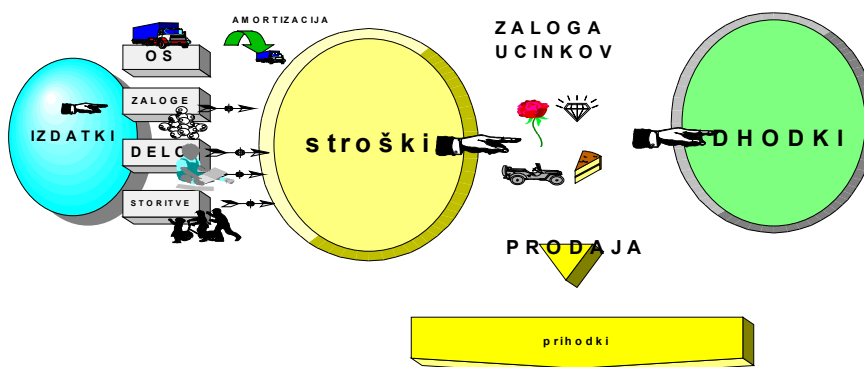 AMORTIZACIJA
OS
ZALOGE
IZDATKI
DELO
STORITVE
stroški
ZALOGA
UCINKOV
DHODKI
PRODAJA
prihodki